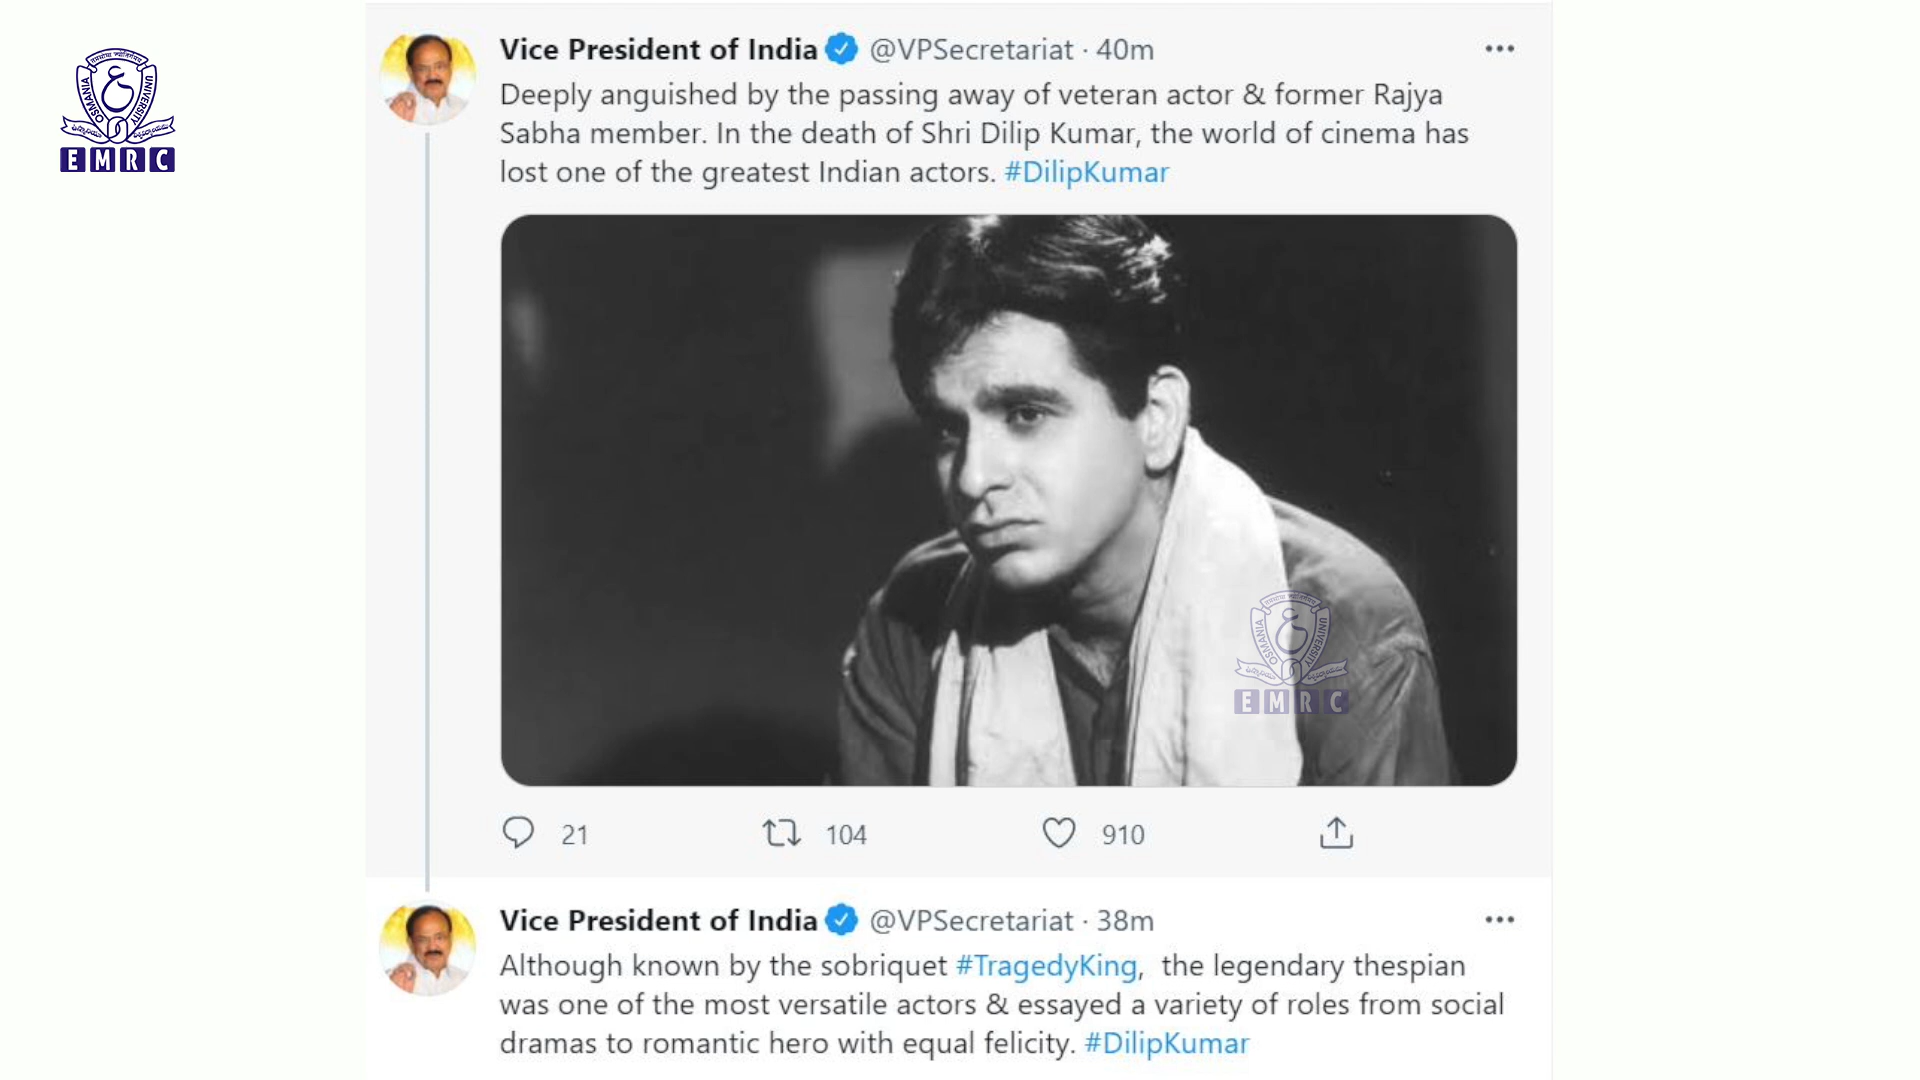 OSMANIA UNIVERSITY
EMRC
Vice President of India @VPSecretariat · 40m
Deeply anguished by the passing away of veteran actor & former Rajya
Sabha member. In the death of Shri Dilip Kumar, the world of cinema has
lost one of the greatest Indian actors. #DilipKumar
OSMANIA UNIVERSITY
EMRC
21 104 910
Vice President of India @VPSecretariat · 38m
Although known by the sobriquet #TragedyKing, the legendary thespian
was one of the most versatile actors & essayed a variety of roles from social
dramas to romantic hero with equal felicity. #DilipKumar